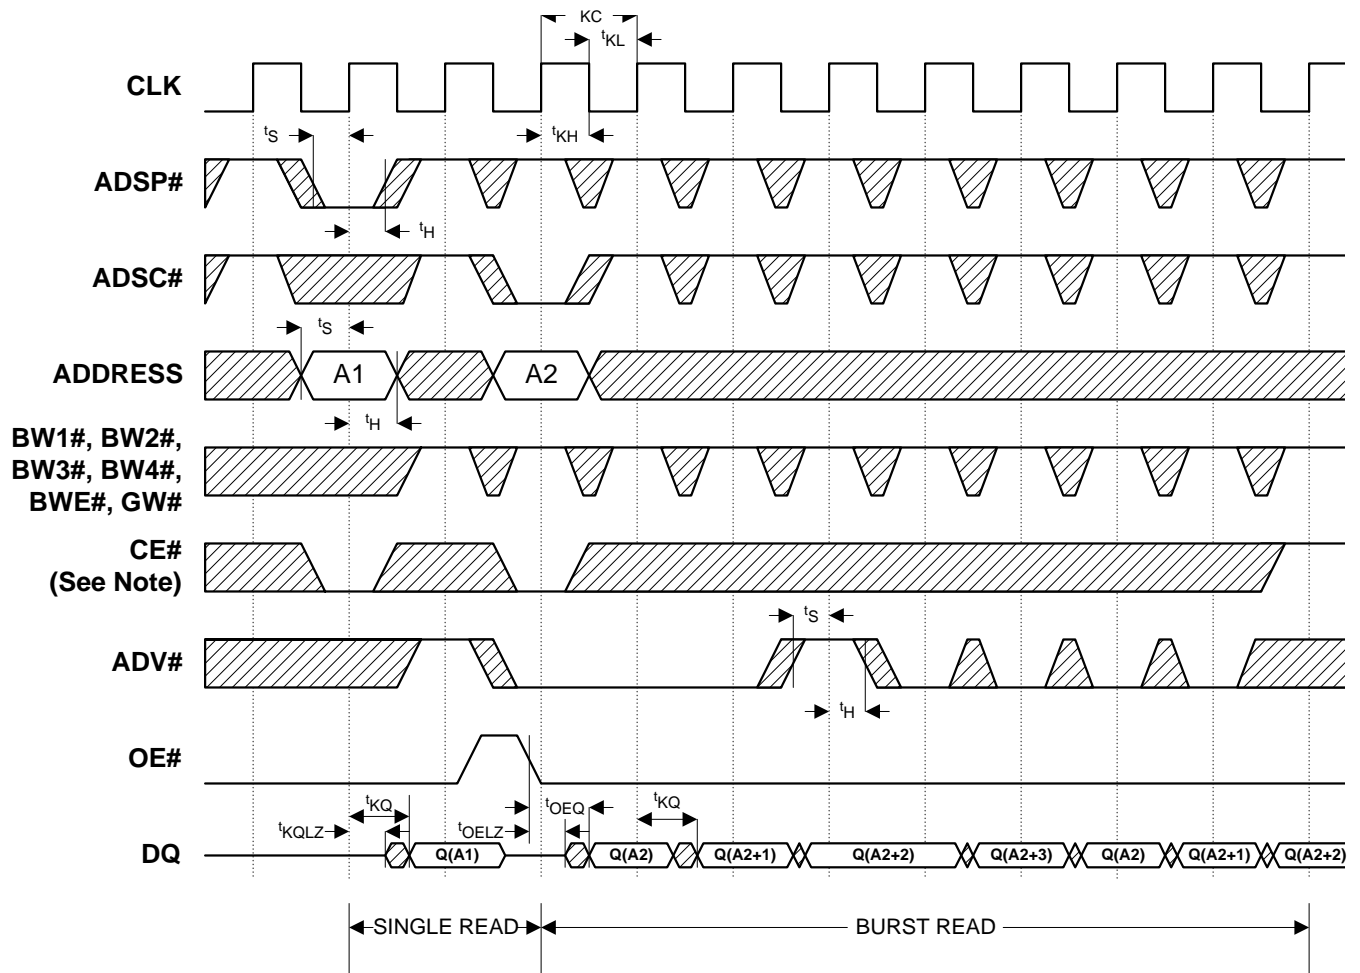 KC
tKL
CLK
tS
tKH
ADSP#
tH
ADSC#
tS
ADDRESS
A1
A2
tH
BW1#, BW2#,
BW3#, BW4#,
BWE#, GW#
CE#
(See Note)
tS
ADV#
tH
OE#
tKQ
tOEQ
tKQ
tKQLZ
tOELZ
DQ
Q(A1)
Q(A2)
Q(A2+1)
Q(A2+2)
Q(A2+3)
Q(A2)
Q(A2+1)
Q(A2+2)
SINGLE READ
BURST READ